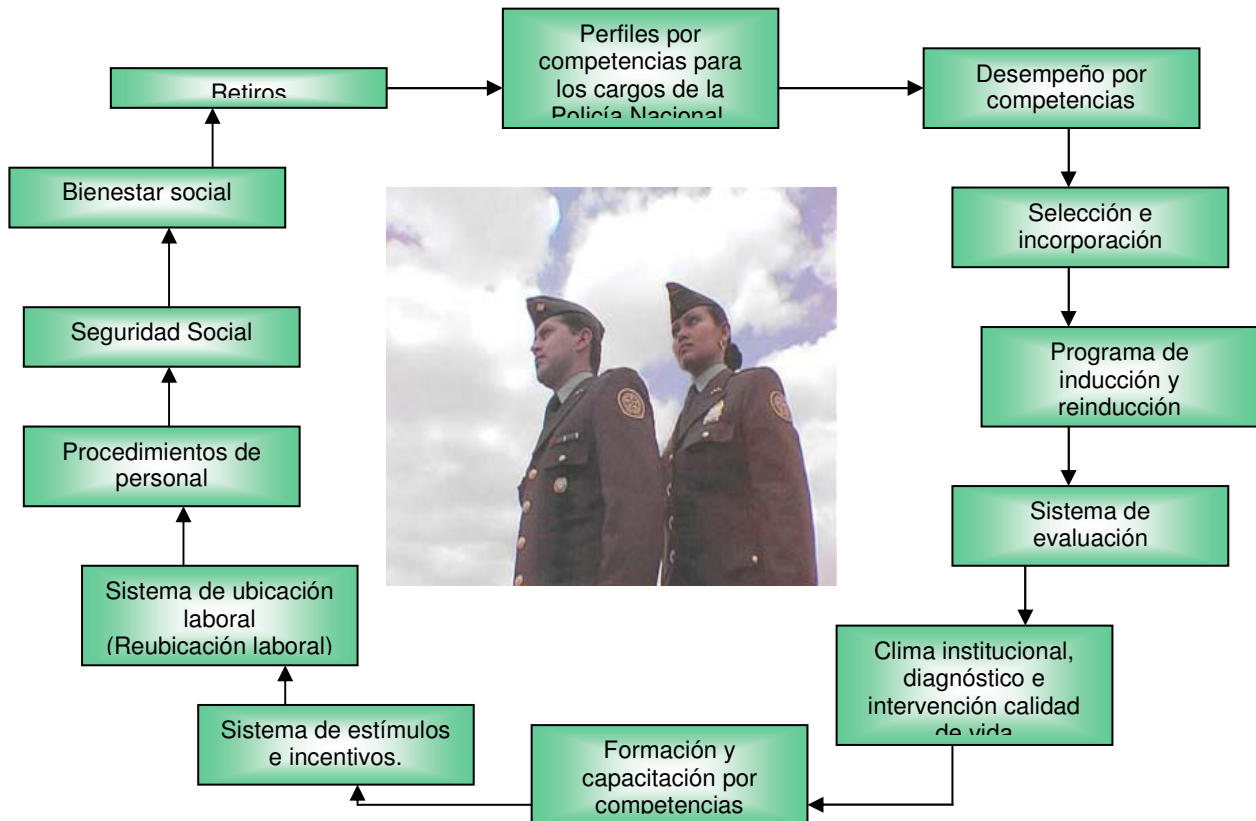 Perfiles por
competencias para
los cargos de la
Policía Nacional
Desempeño por
competencias
Selección e
incorporación
Programa de
inducción y
reinducción
Sistema de
evaluación
Clima institucional,
diagnóstico e
intervención calidad
de vida
Formación y
capacitación por
competencias
Sistema de estímulos
e incentivos.
Sistema de ubicación
laboral
(Reubicación laboral)
Procedimientos de
personal
Seguridad Social
Bienestar social
Retiros